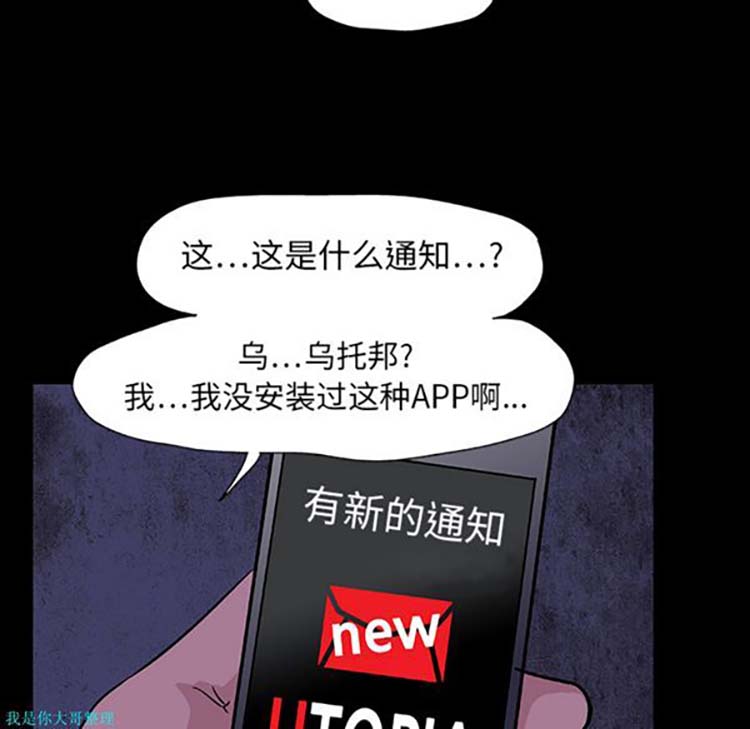 这...这是什么通知...?
乌...乌托邦?
我...我没安装过这种APP啊...
有新的通知
new
UTOPIA
我是你大哥整理